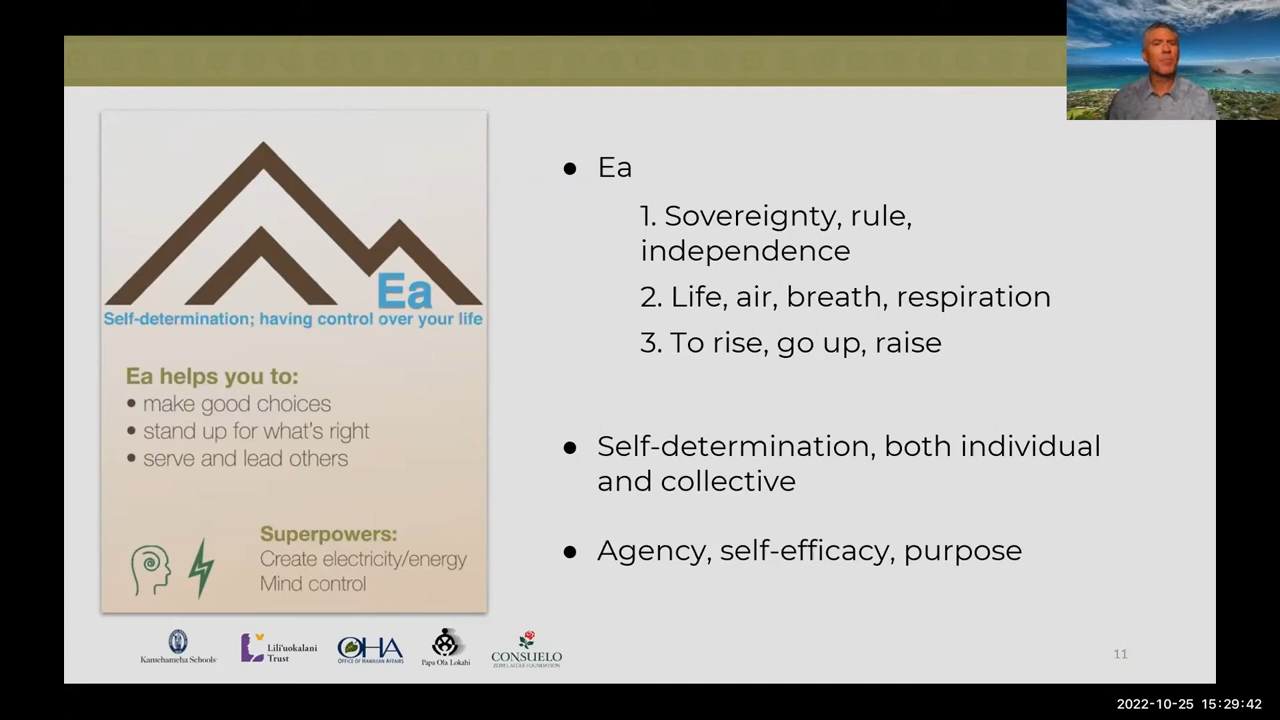 Ea
Self-determination; having control over your life
Ea helps you to:
• make good choices
• stand up for what's right
• serve and lead others
Superpowers:
Create electricity/energy
Mind control
● Ea
1. Sovereignty, rule,
independence
2. Life, air, breath, respiration
3. To rise, go up, raise
● Self-determination, both individual
and collective
● Agency, self-efficacy, purpose
Kamehameha Schools
Lili'uokalani
Trust
OHA
OFFICE OF HAWAIIAN AFFAIRS
Papa Ola Lokahi
CONSUELO
ZOBEL ALGER FOUNDATION
11
2022-10-25 15:29:42